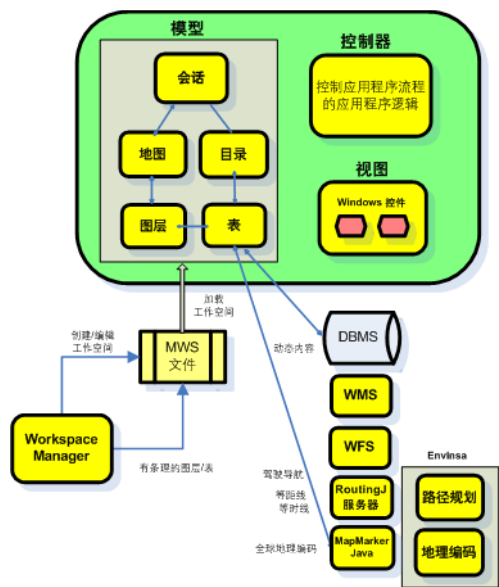 模型
会话
地图
目录
图层
表
控制器
控制应用程序流程
的应用程序逻辑
视图
Windows 控件
加载
工作空间
创建/编辑
工作空间
MWS
文件
动态内容
DBMS
WMS
WFS
Workspace
Manager
有条理的图层/表
驾驶导航
等距线
等时线
RoutingJ
服务器
全球地理编码
MapMarker
Java
Envinsa
路径规划
地理编码